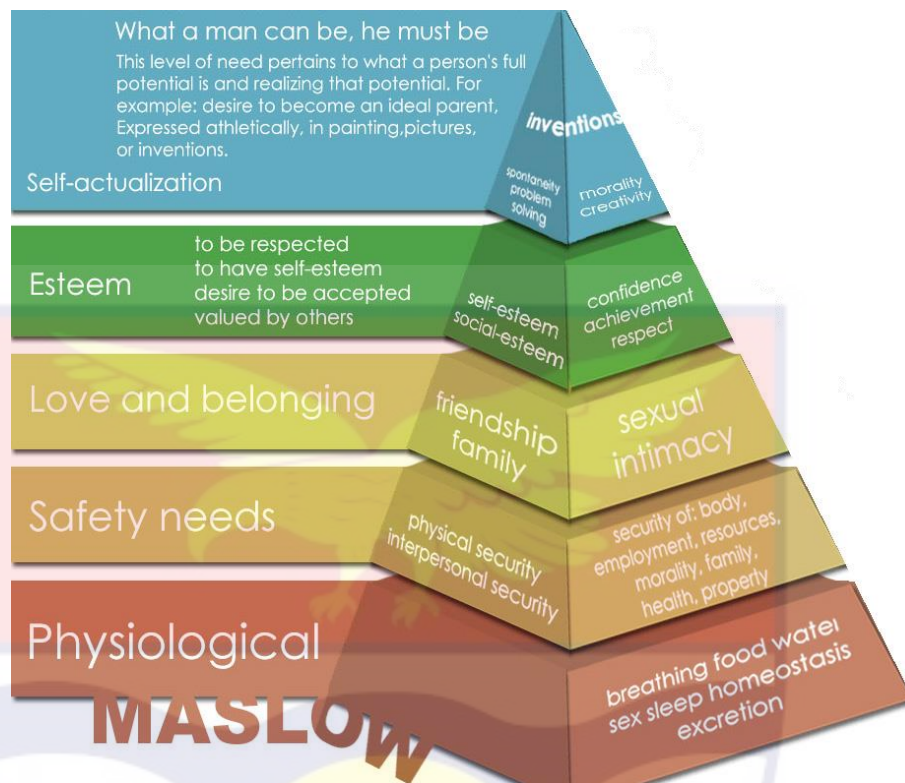 What a man can be, he must be
This level of need pertains to what a person's full
potential is and realizing that potential. For
example: desire to become an ideal parent,
Expressed athletically, in painting,pictures,
or inventions.
Self-actualization
inventions
spontaneity
problem
solving
morality
creativity
Esteem
to be respected
to have self-esteem
desire to be accepted
valued by others
self-esteem
social-esteem
confidence
achievement
respect
Love and belonging
friendship
family
sexual
intimacy
Safety needs
physical security
interpersonal security
security of: body,
employment, resources,
morality, family,
health, property
Physiological
breathing food water
sex sleep homeostasis
excretion
MASLOW